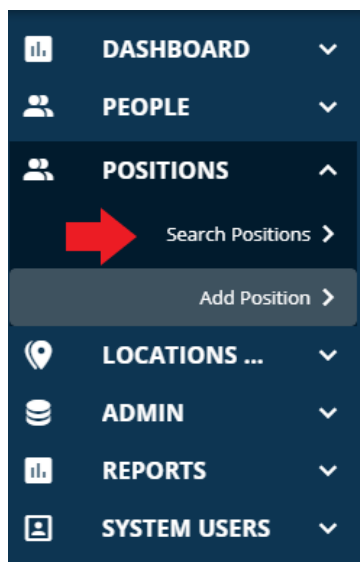 DASHBOARD
PEOPLE
POSITIONS
Search Positions
Add Position
LOCATIONS ...
ADMIN
REPORTS
SYSTEM USERS